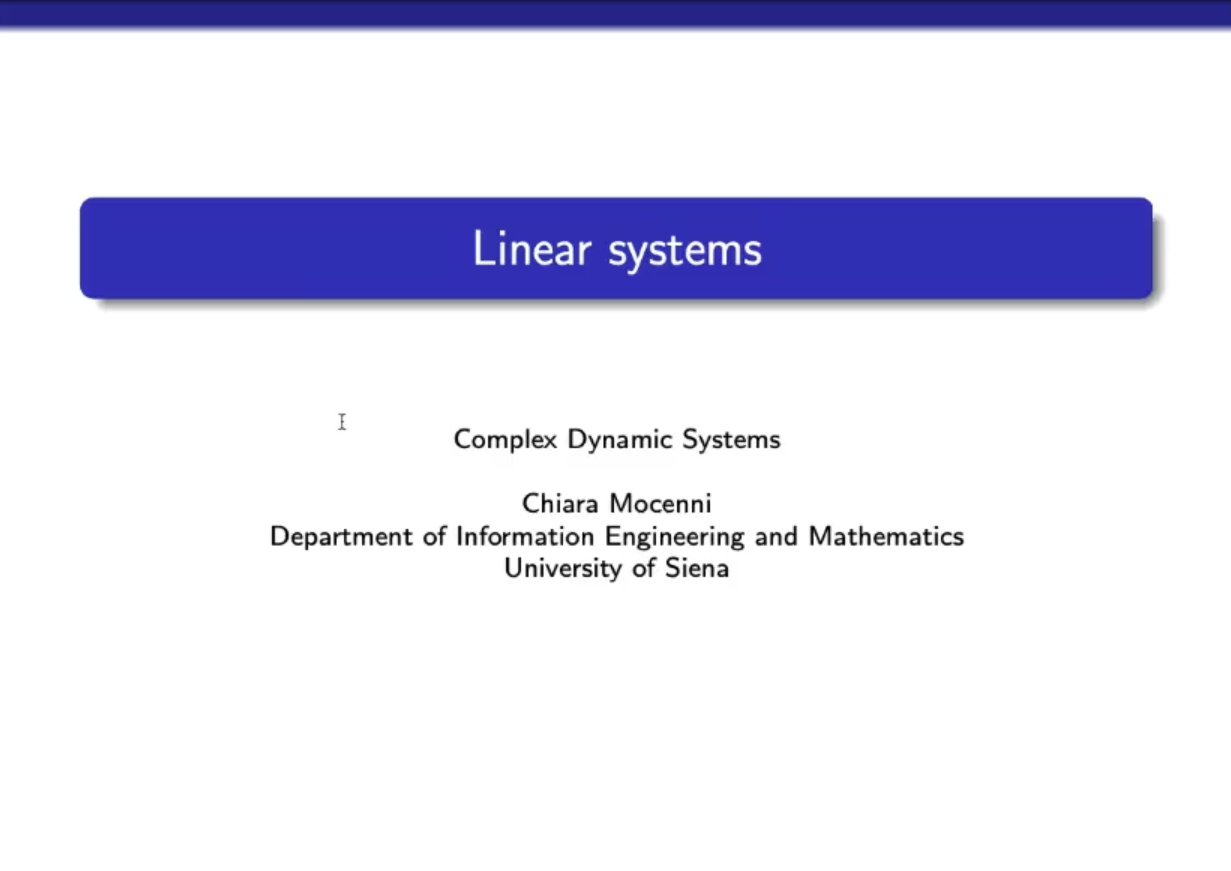 Linear systems
Complex Dynamic Systems
Chiara Mocenni
Department of Information Engineering and Mathematics
University of Siena